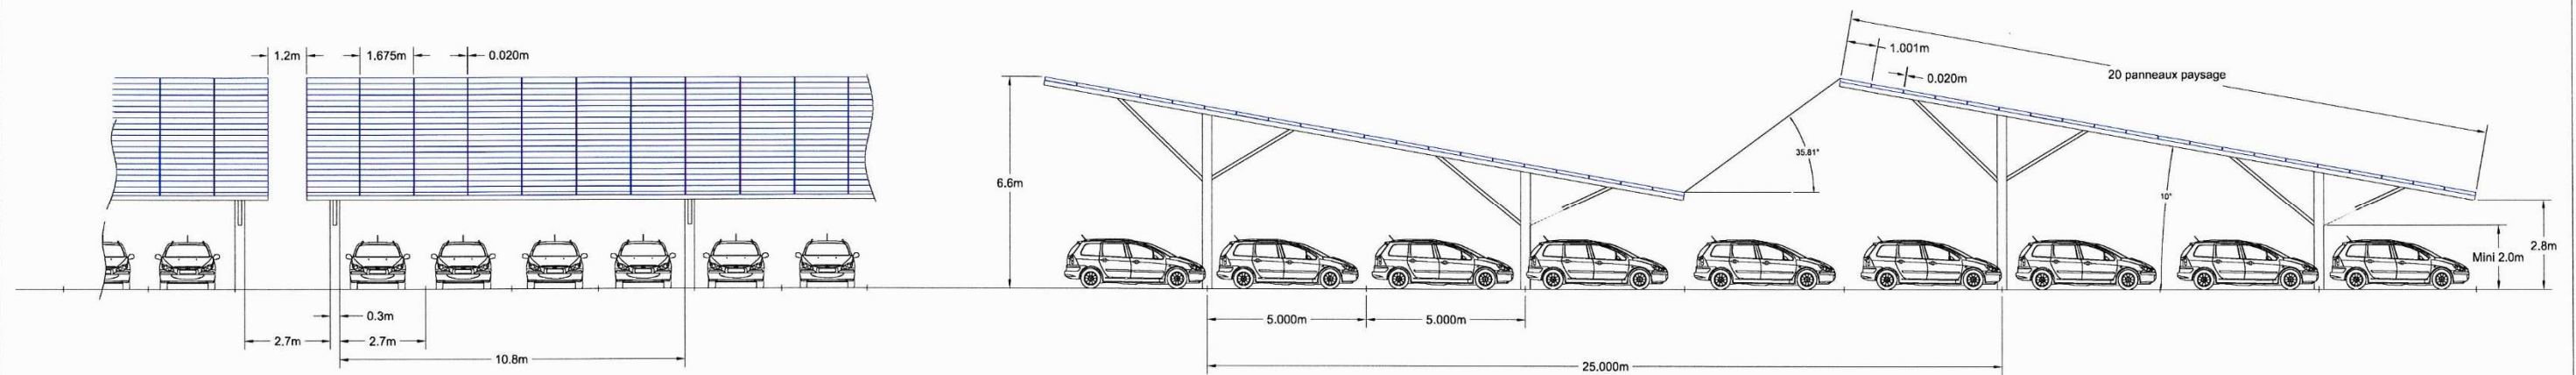 1.2m
1.675m
0.020m
0.3m
2.7m
2.7m
10.8m
6.6m
35.81°
1.001m
0.020m
20 panneaux paysage
10°
Mini 2.0m
2.8m
5.000m
5.000m
25.000m